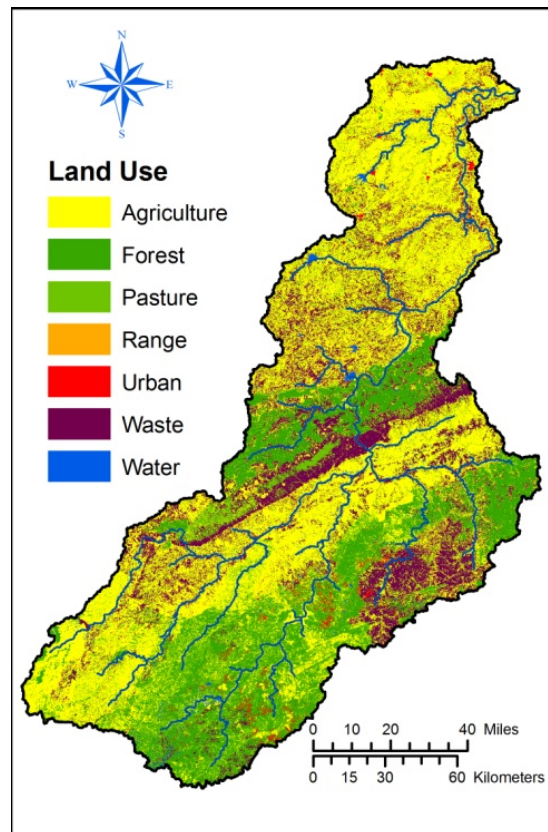 N
W E
S
Land Use
Agriculture
Forest
Pasture
Range
Urban
Waste
Water
0 10 20 40 Miles
0 15 30 60 Kilometers